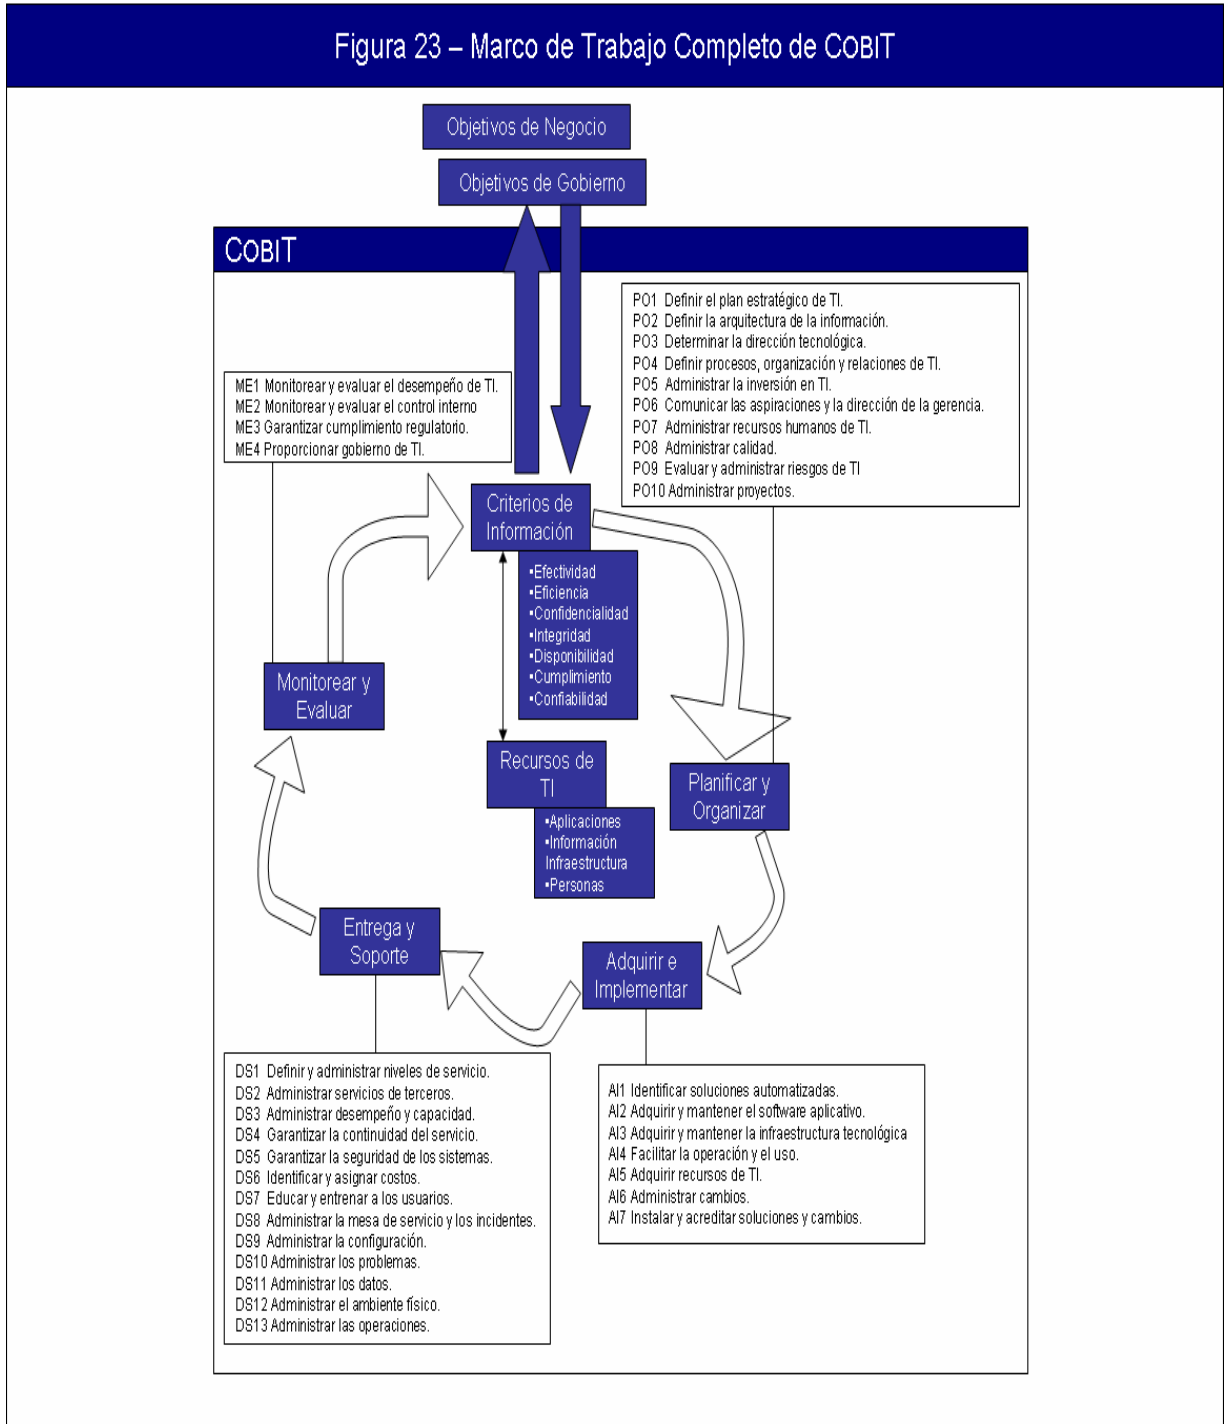 Figura 23 – Marco de Trabajo Completo de COBIT
Objetivos de Negocio
Objetivos de Gobierno
COBIT
PO1 Definir el plan estratégico de TI.
PO2 Definir la arquitectura de la información.
PO3 Determinar la dirección tecnológica.
PO4 Definir procesos, organización y relaciones de TI.
PO5 Administrar la inversión en TI.
PO6 Comunicar las aspiraciones y la dirección de la gerencia.
PO7 Administrar recursos humanos de TI.
PO8 Administrar calidad.
PO9 Evaluar y administrar riesgos de TI
PO10 Administrar proyectos.
ME1 Monitorear y evaluar el desempeño de TI.
ME2 Monitorear y evaluar el control interno
ME3 Garantizar cumplimiento regulatorio.
ME4 Proporcionar gobierno de TI.
Criterios de
Información
▪Efectividad
▪Eficiencia
▪Confidencialidad
▪Integridad
▪Disponibilidad
▪Cumplimiento
▪Confiabilidad
Monitorear y
Evaluar
Recursos de
TI
▪Aplicaciones
▪Información
Infraestructura
▪Personas
Planificar y
Organizar
Entrega y
Soporte
Adquirir e
Implementar
DS1 Definir y administrar niveles de servicio.
DS2 Administrar servicios de terceros.
DS3 Administrar desempeño y capacidad.
DS4 Garantizar la continuidad del servicio.
DS5 Garantizar la seguridad de los sistemas.
DS6 Identificar y asignar costos.
DS7 Educar y entrenar a los usuarios.
DS8 Administrar la mesa de servicio y los incidentes.
DS9 Administrar la configuración.
DS10 Administrar los problemas.
DS11 Administrar los datos.
DS12 Administrar el ambiente físico.
DS13 Administrar las operaciones.
AI1 Identificar soluciones automatizadas.
AI2 Adquirir y mantener el software aplicativo.
AI3 Adquirir y mantener la infraestructura tecnológica
AI4 Facilitar la operación y el uso.
AI5 Adquirir recursos de TI.
AI6 Administrar cambios.
AI7 Instalar y acreditar soluciones y cambios.